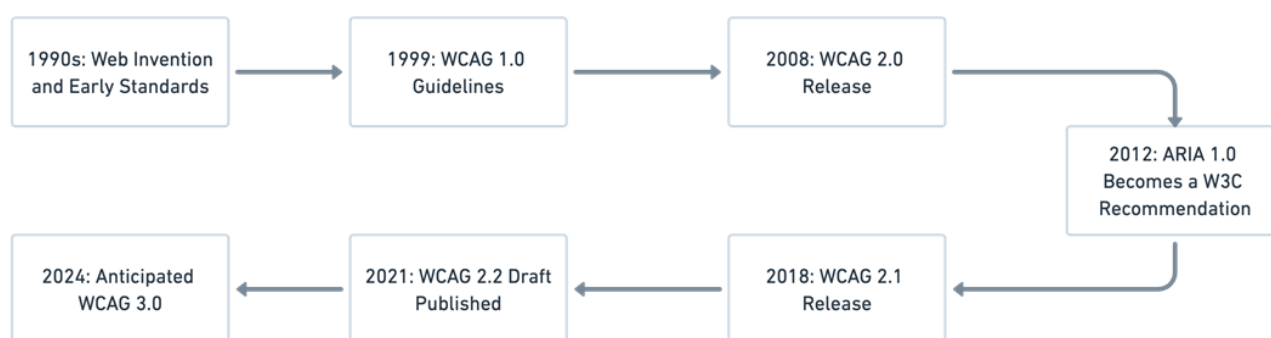 1990s: Web Invention
and Early Standards
1999: WCAG 1.0
Guidelines
2008: WCAG 2.0
Release
2012: ARIA 1.0
Becomes a W3C
Recommendation
2018: WCAG 2.1
Release
2021: WCAG 2.2 Draft
Published
2024: Anticipated
WCAG 3.0